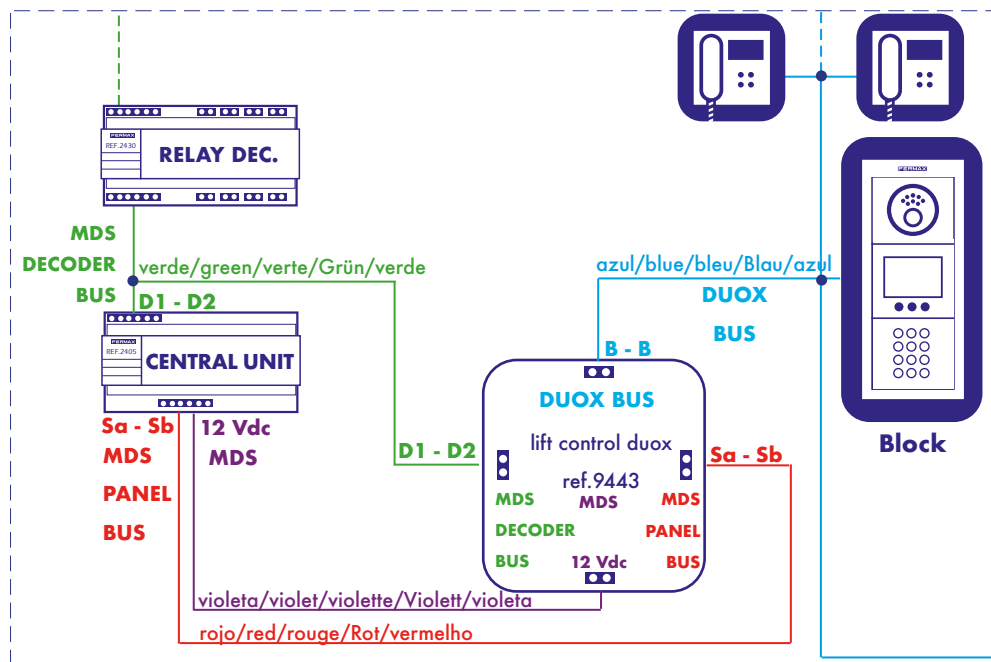 FERMAX
REF.2430
RELAY DEC.
MDS
DECODER
BUS
verde/green/verte/Grün/verde
D1 - D2
FERMAX
REF.2405
CENTRAL UNIT
Sa - Sb
MDS
PANEL
BUS
12 Vdc
MDS
D1 - D2
azul/blue/bleu/Blau/azul
DUOX
BUS
B - B
DUOX BUS
lift control duox
ref.9443
MDS
DECODER
BUS
MDS
12 Vdc
MDS
PANEL
BUS
Sa - Sb
FERMAX
Block
violeta/violet/violette/Violett/violeta
rojo/red/rouge/Rot/vermelho